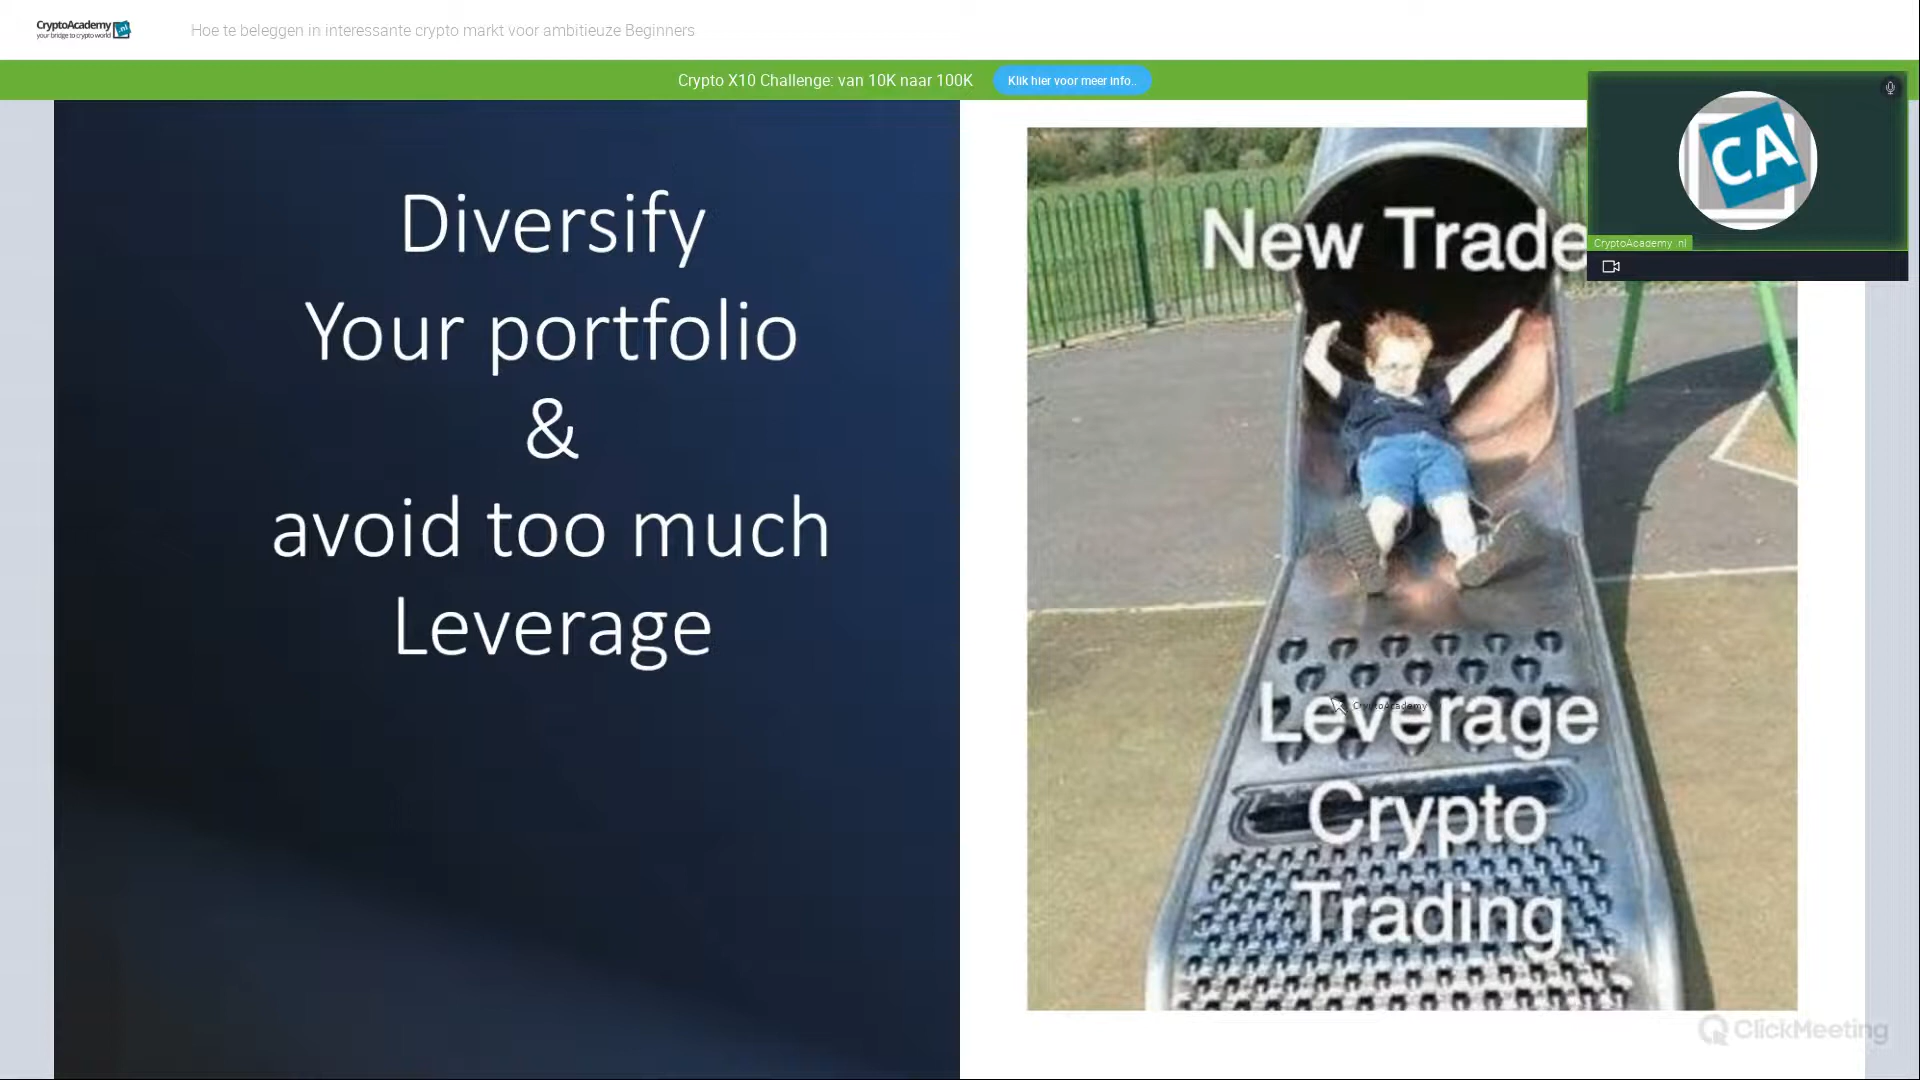 CryptoAcademy .nl
your bridge to crypto world
Hoe te beleggen in interessante crypto markt voor ambitieuze Beginners
Crypto X10 Challenge: van 10K naar 100K
Klik hier voor meer info..
CA
CryptoAcademy .nl
Diversify
Your portfolio
&
avoid too much
Leverage
New Trade
Leverage
CryptoAcademy
Crypto
Trading
ClickMeeting